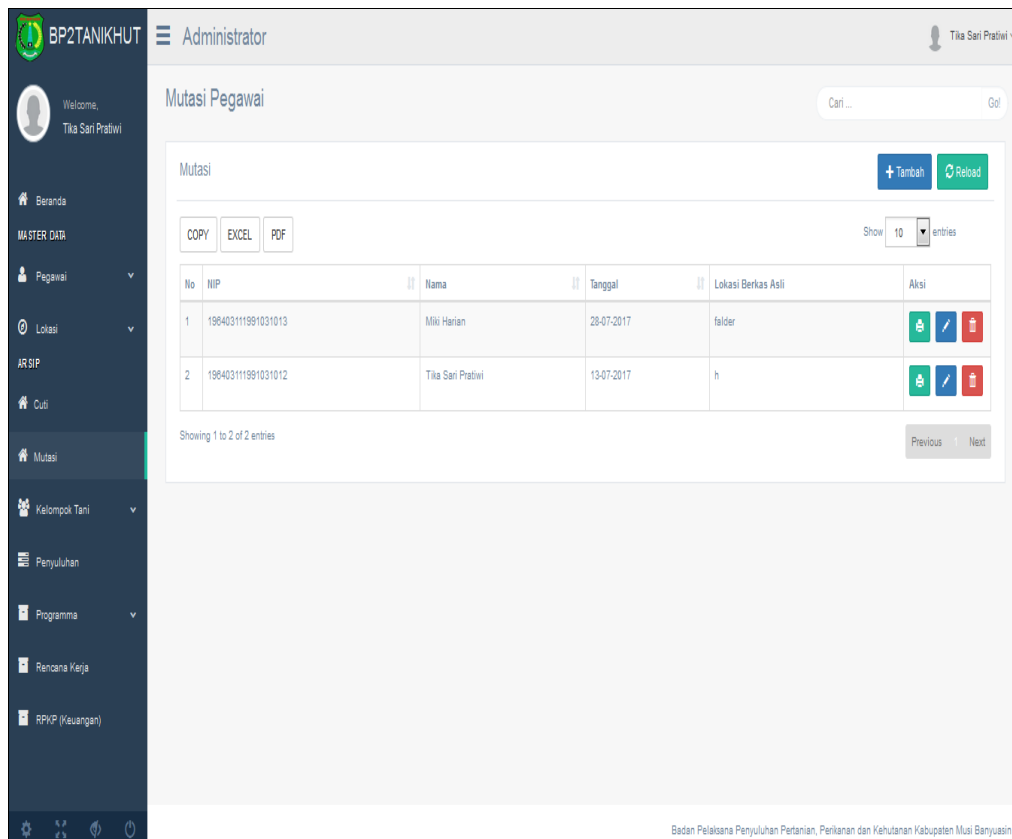 BP2TANIKHUT
Administrator
Tika Sari Pratiwi
Welcome,
Tika Sari Pratiwi
Beranda
MASTER DATA
Pegawai
Lokasi
ARSIP
Cuti
Mutasi
Kelompok Tani
Penyuluhan
Programma
Rencana Kerja
RPKP (Keuangan)
Mutasi Pegawai
Cari ... Go!
Mutasi
Tambah Reload
COPY EXCEL PDF
Show 10 entries
No NIP Nama Tanggal Lokasi Berkas Asli Aksi
1 196403111991031013 Miki Harian 28-07-2017 falder
2 196403111991031012 Tika Sari Pratiwi 13-07-2017 h
Showing 1 to 2 of 2 entries
Previous 1 Next
Badan Pelaksana Penyuluhan Pertanian, Perikanan dan Kehutanan Kabupaten Musi Banyuasin